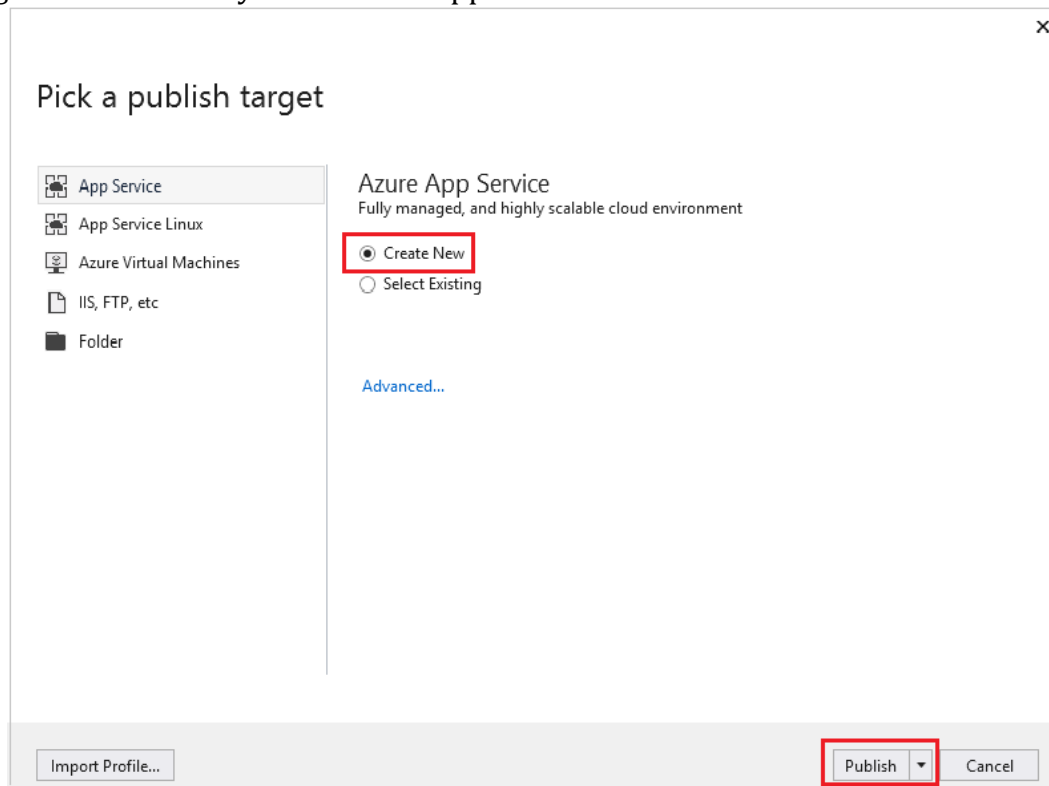 Pick a publish target
App Service
App Service Linux
Azure Virtual Machines
IIS, FTP, etc
Folder
Azure App Service
Fully managed, and highly scalable cloud environment
Create New
Select Existing
Advanced...
Import Profile...
Publish
Cancel